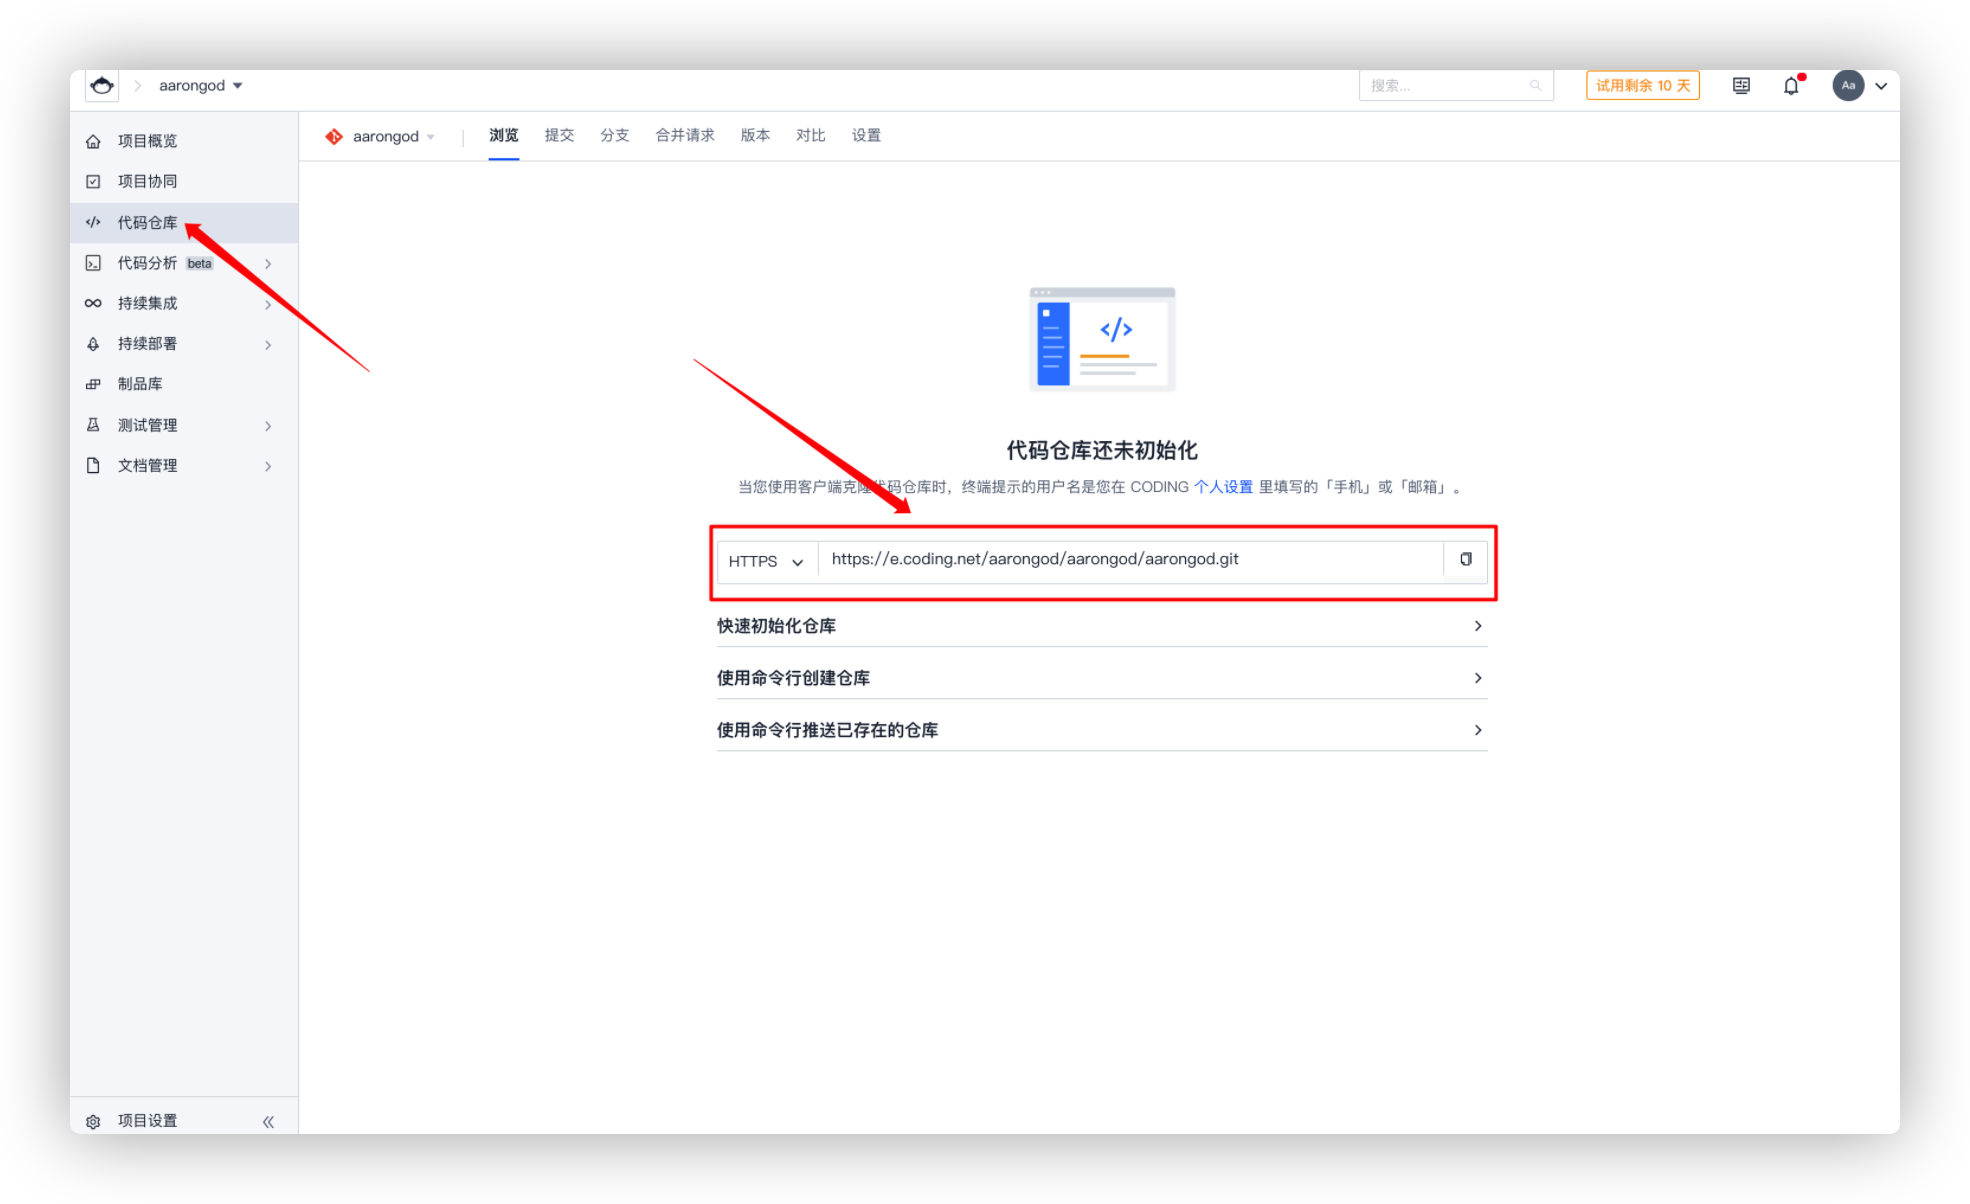 aarongod
搜索...
试用剩余 10 天
Aa
项目概览
项目协同
代码仓库
代码分析 beta
持续集成
持续部署
制品库
测试管理
文档管理
项目设置
aarongod
浏览 提交 分支 合并请求 版本 对比 设置
</>
代码仓库还未初始化
当您使用客户端克隆代码仓库时，终端提示的用户名是您在 CODING 个人设置 里填写的「手机」或「邮箱」。
HTTPS https://e.coding.net/aarongod/aarongod/aarongod.git
快速初始化仓库
使用命令行创建仓库
使用命令行推送已存在的仓库